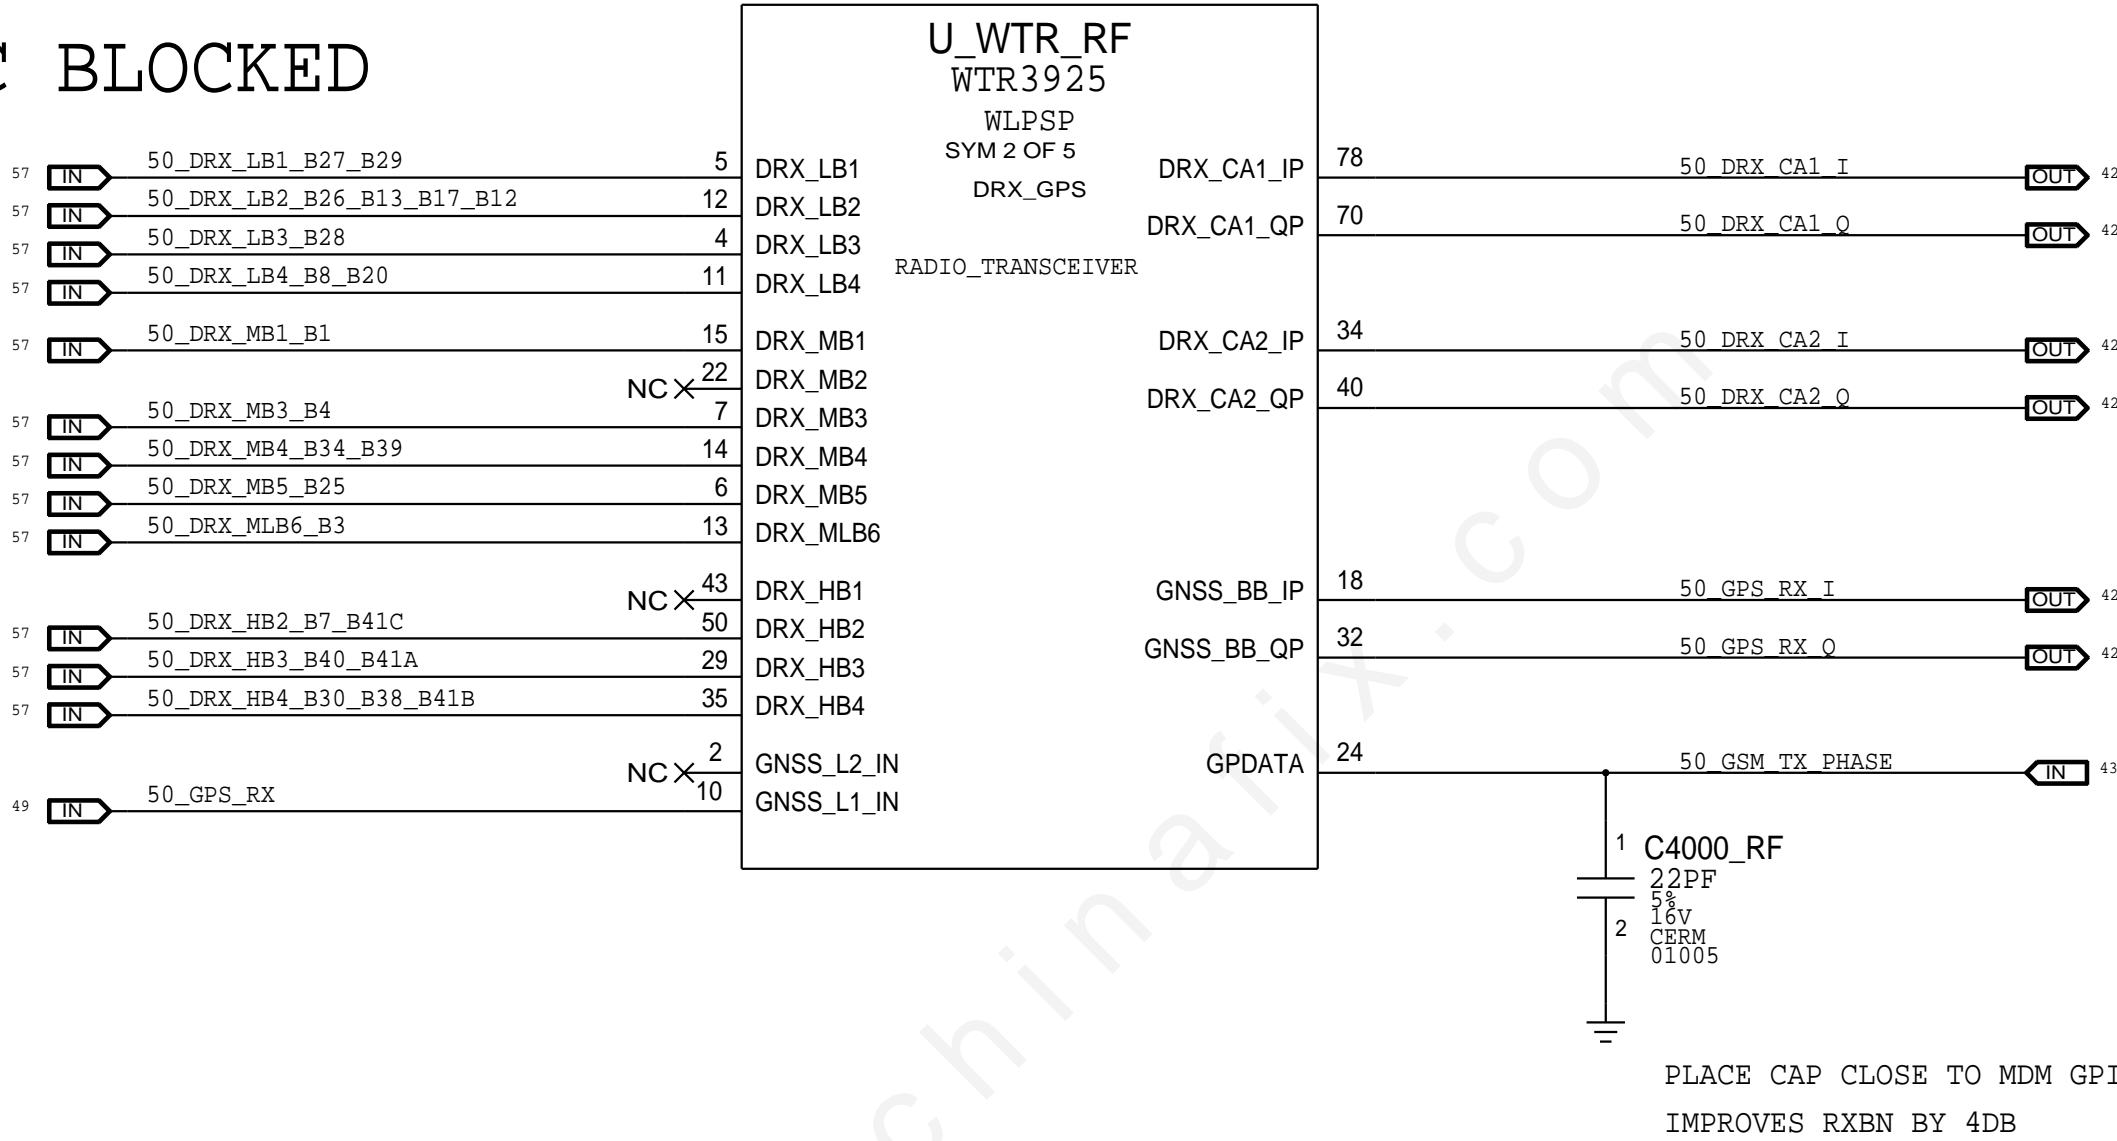 BLOCKED
U_WTR_RF
WTR3925
WLPSP
SYM 2 OF 5
DRX_GPS
RADIO_TRANSCEIVER
57 IN 50_DRX_LB1_B27_B29 5 DRX_LB1
57 IN 50_DRX_LB2_B26_B13_B17_B12 12 DRX_LB2
57 IN 50_DRX_LB3_B28 4 DRX_LB3
57 IN 50_DRX_LB4_B8_B20 11 DRX_LB4
57 IN 50_DRX_MB1_B1 15 DRX_MB1
NC 22 DRX_MB2
57 IN 50_DRX_MB3_B4 7 DRX_MB3
57 IN 50_DRX_MB4_B34_B39 14 DRX_MB4
57 IN 50_DRX_MB5_B25 6 DRX_MB5
57 IN 50_DRX_MLB6_B3 13 DRX_MLB6
NC 43 DRX_HB1
57 IN 50_DRX_HB2_B7_B41C 50 DRX_HB2
57 IN 50_DRX_HB3_B40_B41A 29 DRX_HB3
57 IN 50_DRX_HB4_B30_B38_B41B 35 DRX_HB4
NC 2 GNSS_L2_IN
49 IN 50_GPS_RX 10 GNSS_L1_IN
DRX_CA1_IP 78 50_DRX_CA1_I OUT 42
DRX_CA1_QP 70 50_DRX_CA1_Q OUT 42
DRX_CA2_IP 34 50_DRX_CA2_I OUT 42
DRX_CA2_QP 40 50_DRX_CA2_Q OUT 42
GNSS_BB_IP 18 50_GPS_RX_I OUT 42
GNSS_BB_QP 32 50_GPS_RX_Q OUT 42
GPDATA 24 50_GSM_TX_PHASE IN 43
1 C4000_RF
22PF
5%
16V
2 CERM
01005
PLACE CAP CLOSE TO MDM GPI
IMPROVES RXBN BY 4DB
chinafix.com